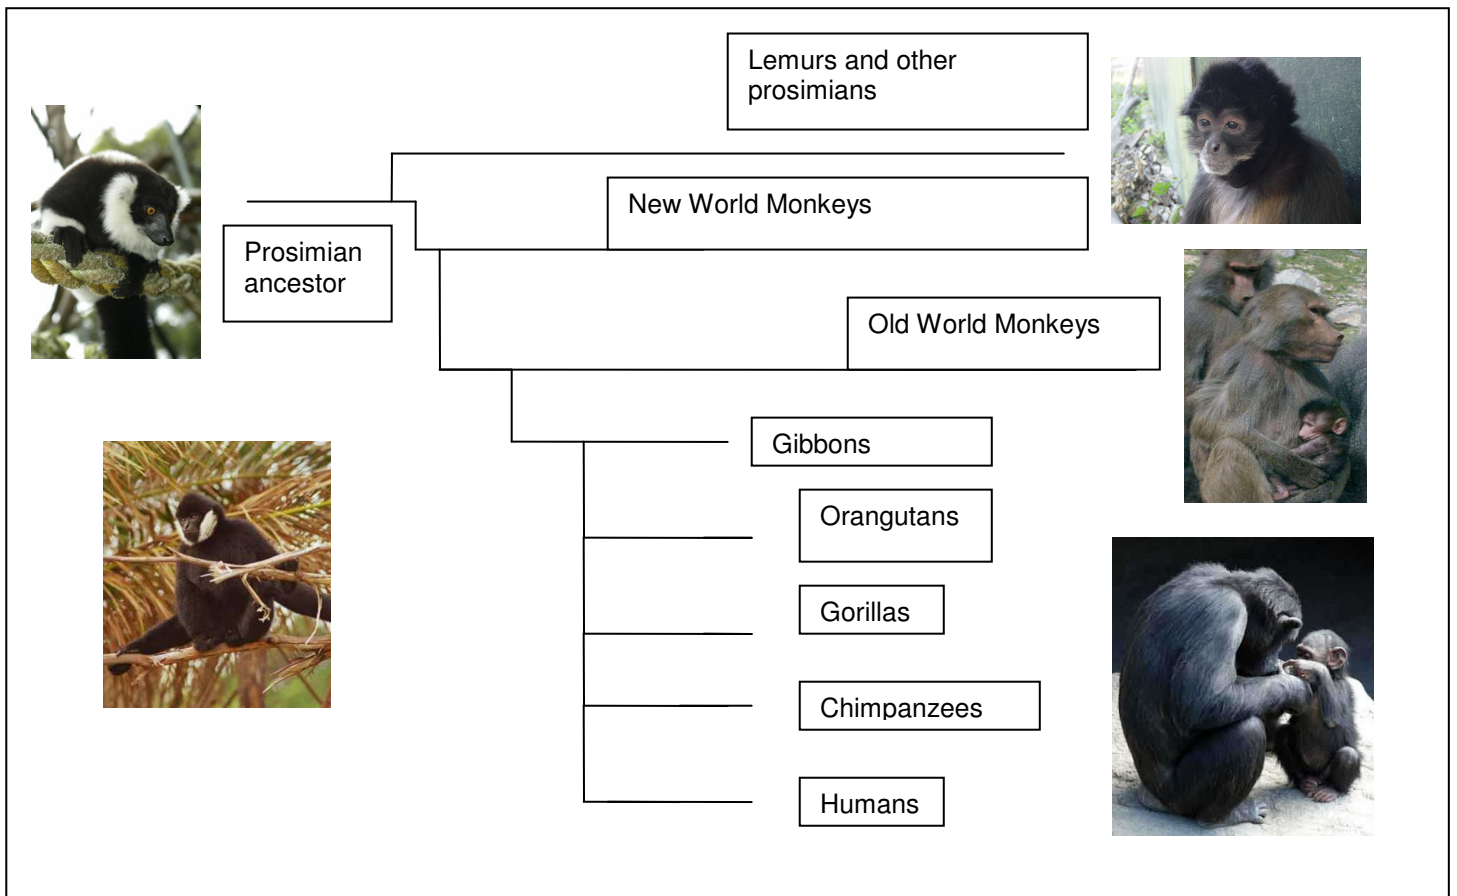 Lemurs and other
prosimians
New World Monkeys
Prosimian
ancestor
Old World Monkeys
Gibbons
Orangutans
Gorillas
Chimpanzees
Humans